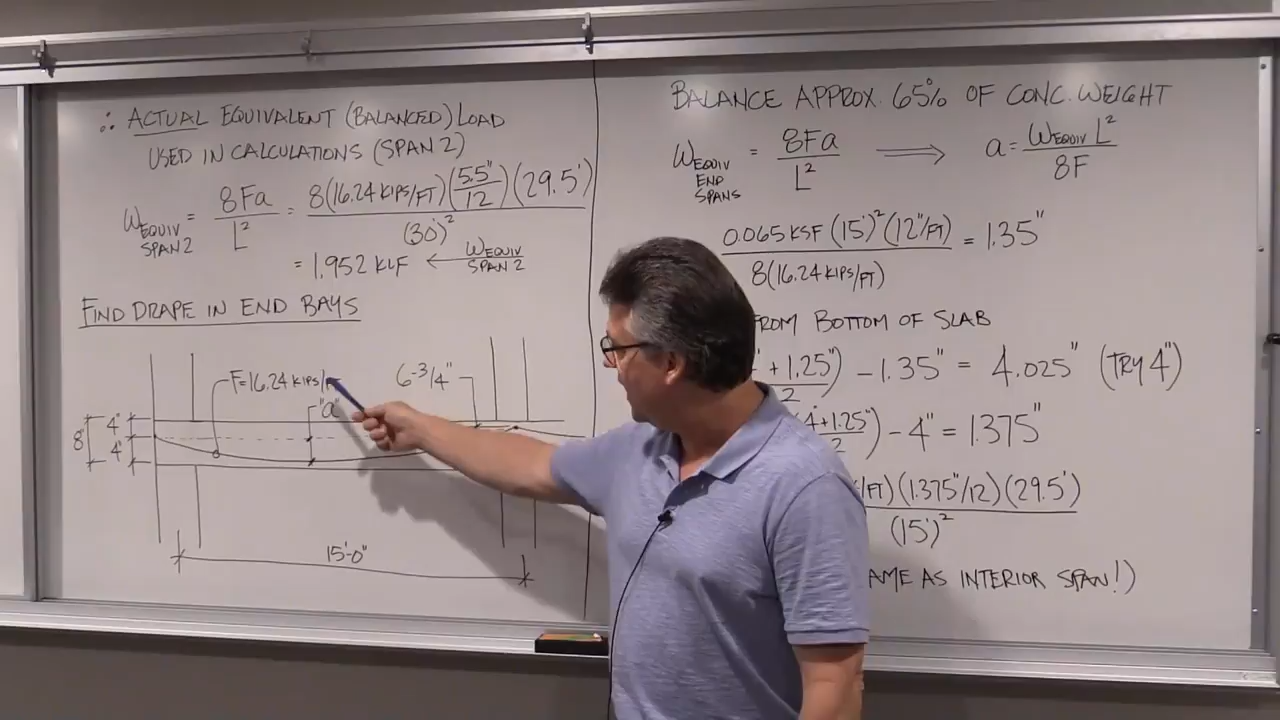 ∴ ACTUAL EQUIVALENT (BALANCED) LOAD
USED IN CALCULATIONS (SPAN 2)
W EQUIV SPAN 2 = 8Fa / L² = 8(16.24 KIPS/FT)(5.5"/12)(29.5') / (30')²
= 1.952 KLF ← W EQUIV SPAN 2
FIND DRAPE IN END BAYS
F=16.24 KIPS/
6-3/4"
"a"
8"
4"
4"
15'-0"
BALANCE APPROX. 65% OF CONC. WEIGHT
W EQUIV END SPANS = 8Fa / L² ⟹ a = W EQUIV L² / 8F
0.065 KSF (15')² (12"/FT) / 8(16.24 KIPS/FT) = 1.35"
FROM BOTTOM OF SLAB
+ 1.25") / 2 - 1.35" = 4.025" (TRY 4")
4+1.25" / 2) - 4" = 1.375"
/FT)(1.375"/12)(29.5')
(15')²
AME AS INTERIOR SPAN!)